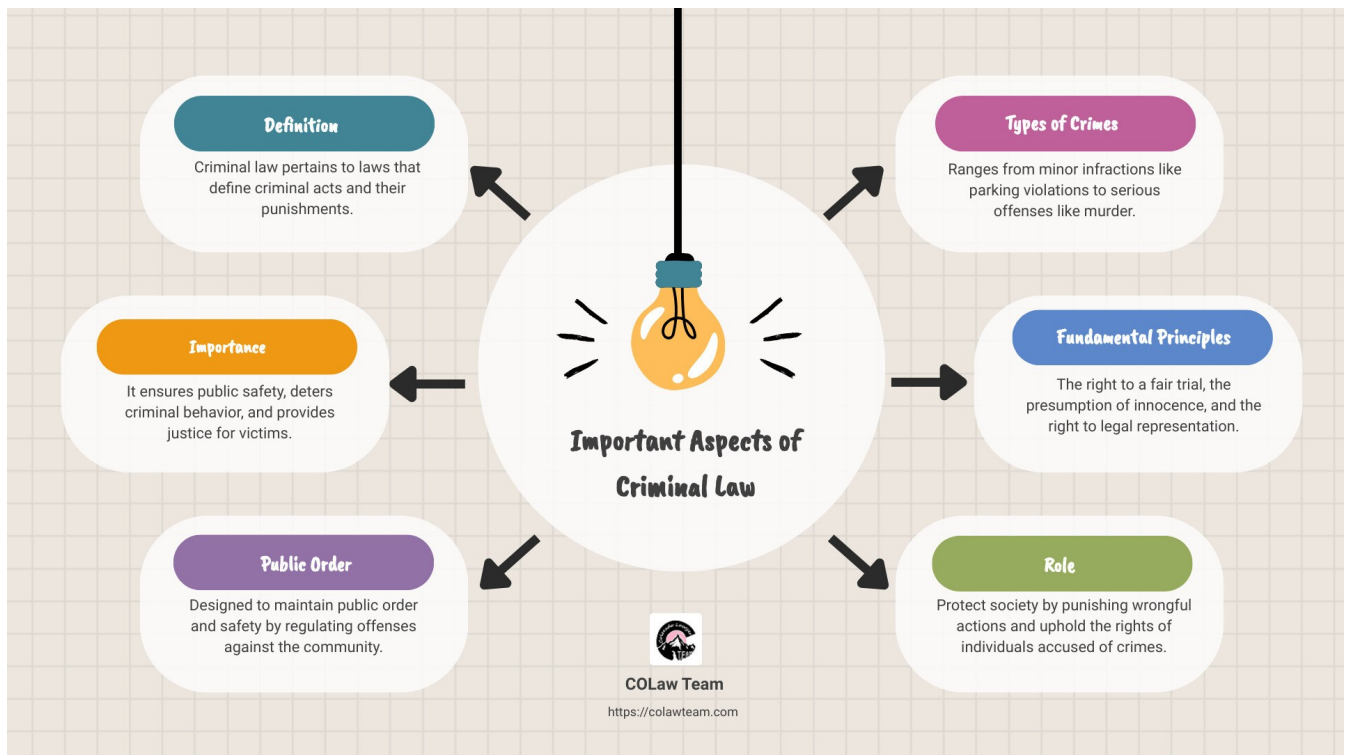 Definition
Criminal law pertains to laws that
define criminal acts and their
punishments.
Types of Crimes
Ranges from minor infractions like
parking violations to serious
offenses like murder.
Importance
It ensures public safety, deters
criminal behavior, and provides
justice for victims.
Fundamental Principles
The right to a fair trial, the
presumption of innocence, and the
right to legal representation.
Important Aspects of
Criminal Law
Public Order
Designed to maintain public order
and safety by regulating offenses
against the community.
Role
Protect society by punishing wrongful
actions and uphold the rights of
individuals accused of crimes.
COLaw Team
https://colawteam.com